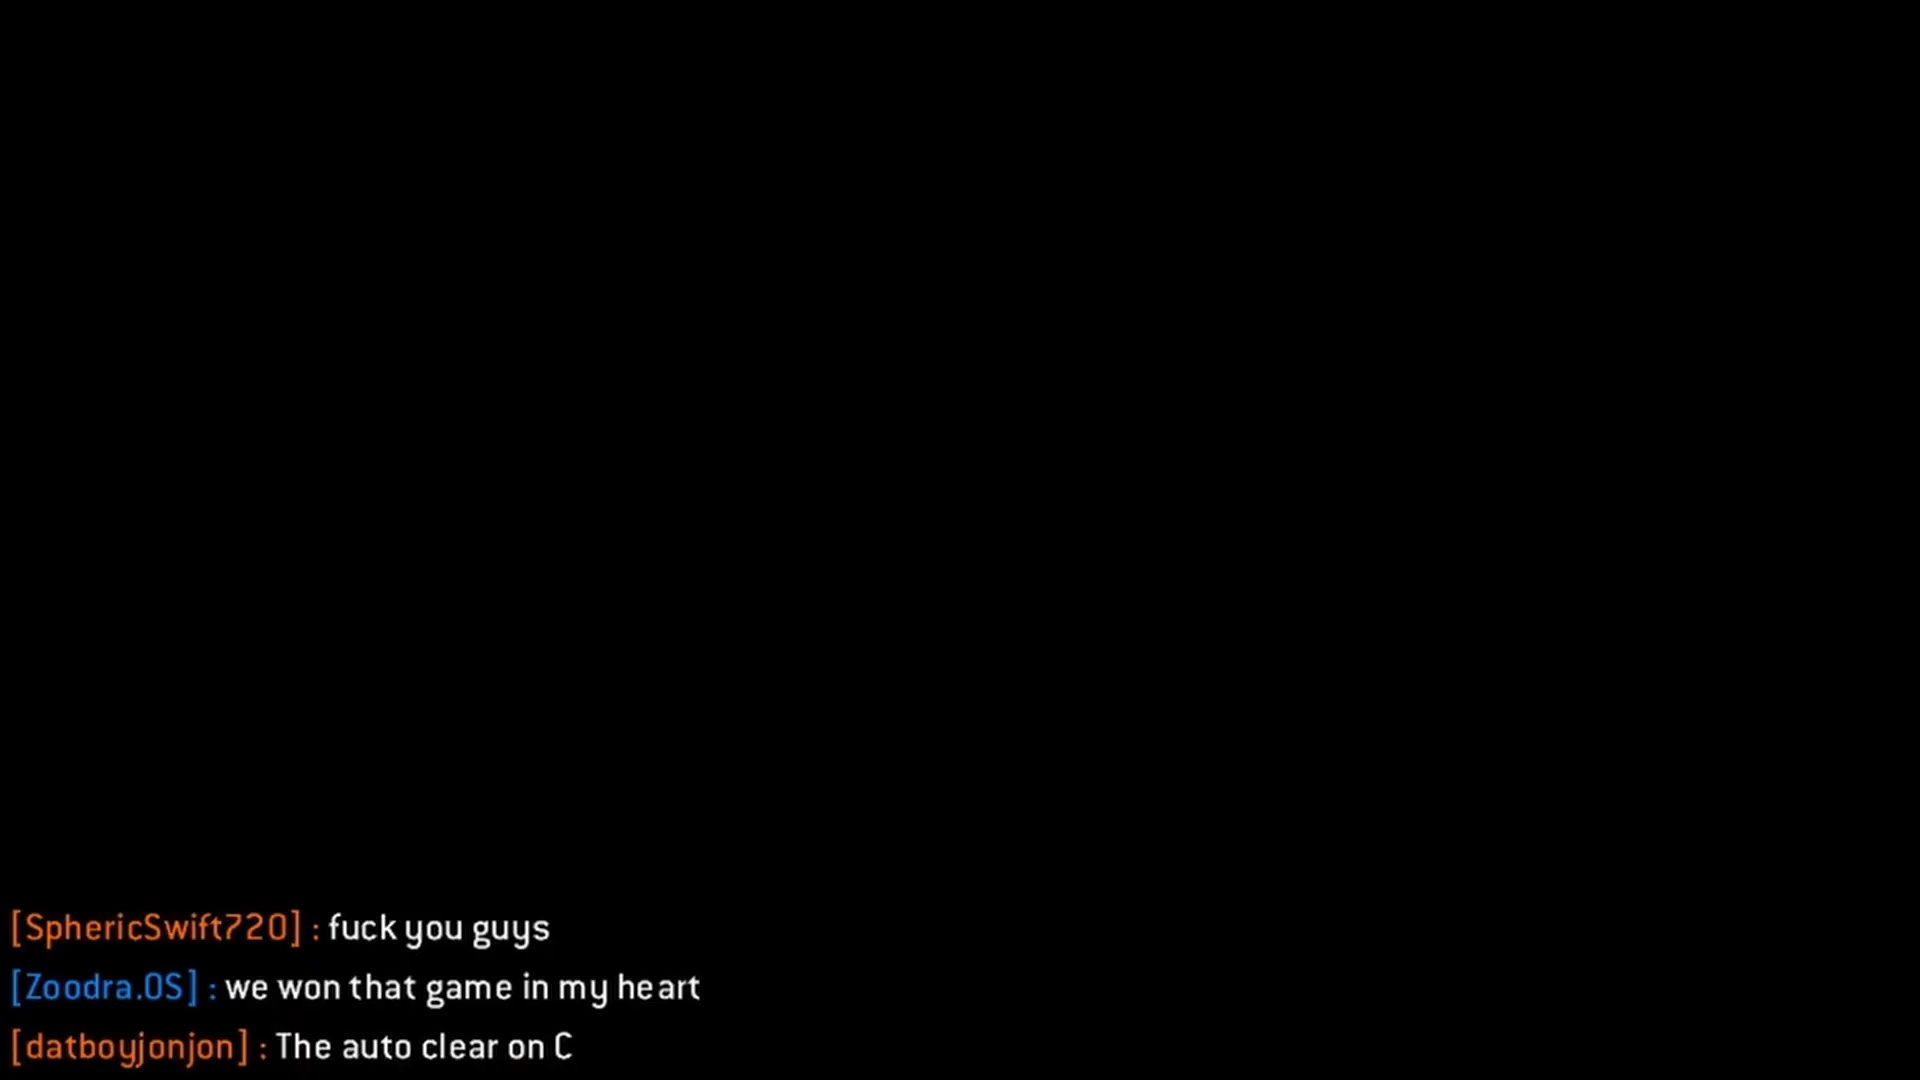 [SphericSwift720] : fuck you guys
[Zoodra.OS] : we won that game in my heart
[datboyjonjon] : The auto clear on C